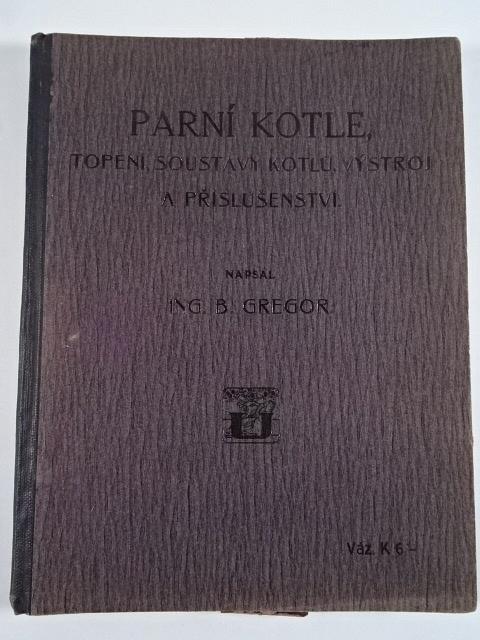 PARNÍ KOTLE,
TOPENÍ, SOUSTAVY KOTLŮ, VÝSTROJ
A PŘÍSLUŠENSTVÍ.
NAPSAL
ING. B. GREGOR.
U
Váz. K 6 –